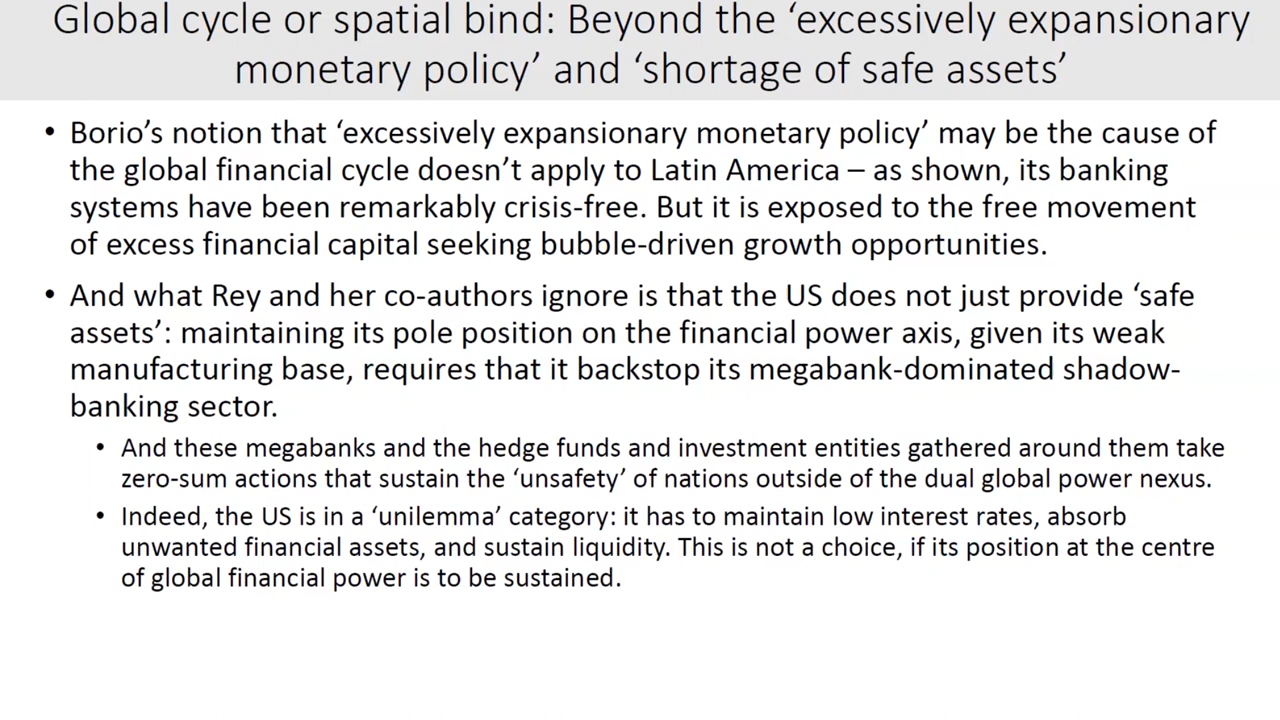 Global cycle or spatial bind: Beyond the ‘excessively expansionary
monetary policy’ and ‘shortage of safe assets’
• Borio’s notion that ‘excessively expansionary monetary policy’ may be the cause of
the global financial cycle doesn’t apply to Latin America – as shown, its banking
systems have been remarkably crisis-free. But it is exposed to the free movement
of excess financial capital seeking bubble-driven growth opportunities.
• And what Rey and her co-authors ignore is that the US does not just provide ‘safe
assets’: maintaining its pole position on the financial power axis, given its weak
manufacturing base, requires that it backstop its megabank-dominated shadow-
banking sector.
• And these megabanks and the hedge funds and investment entities gathered around them take
zero-sum actions that sustain the ‘unsafety’ of nations outside of the dual global power nexus.
• Indeed, the US is in a ‘unilemma’ category: it has to maintain low interest rates, absorb
unwanted financial assets, and sustain liquidity. This is not a choice, if its position at the centre
of global financial power is to be sustained.